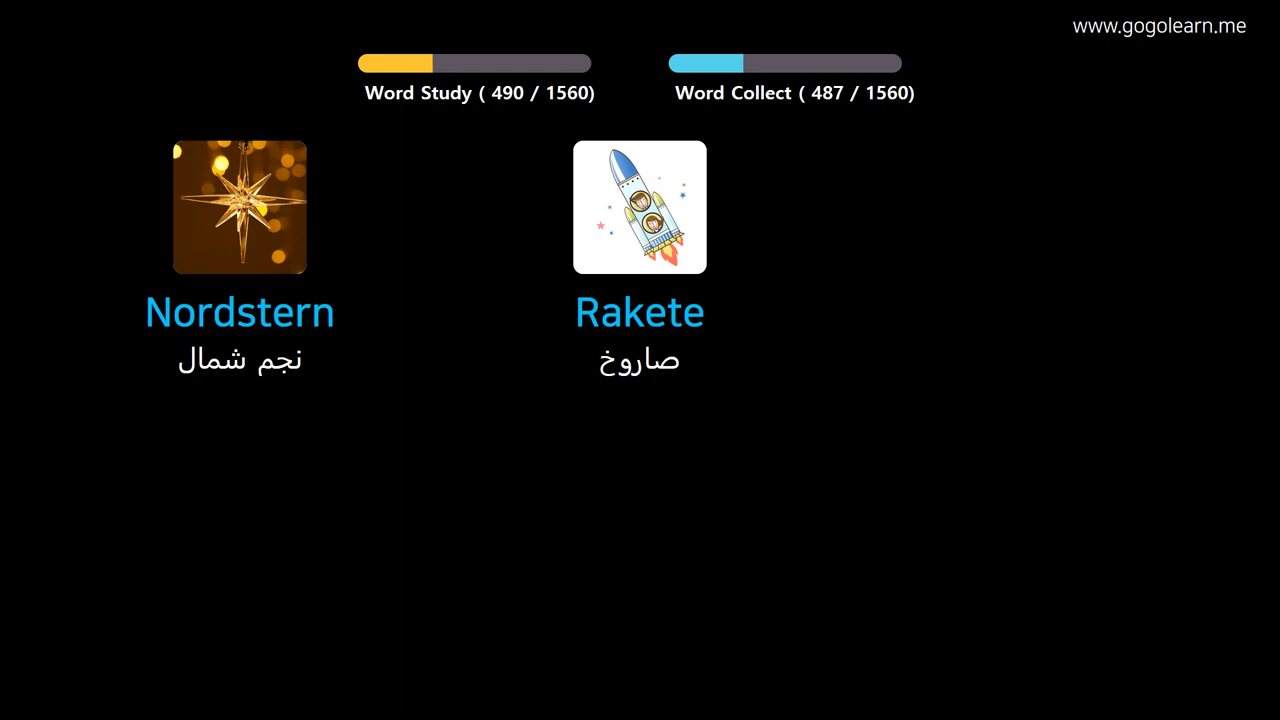 www.gogolearn.me
Word Study ( 490 / 1560)
Word Collect ( 487 / 1560)
Nordstern
نجم شمال
Rakete
صاروخ